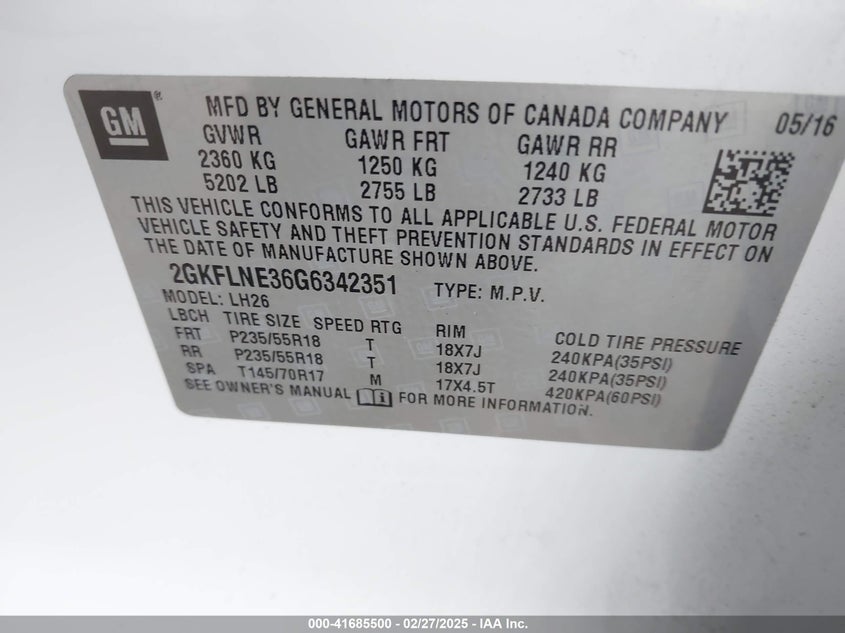 GM ® MFD BY GENERAL MOTORS OF CANADA COMPANY 05/16
GVWR GAWR FRT GAWR RR
2360 KG 1250 KG 1240 KG
5202 LB 2755 LB 2733 LB
THIS VEHICLE CONFORMS TO ALL APPLICABLE U.S. FEDERAL MOTOR
VEHICLE SAFETY AND THEFT PREVENTION STANDARDS IN EFFECT ON
THE DATE OF MANUFACTURE SHOWN ABOVE.
2GKFLNE36G6342351 TYPE: M.P.V.
MODEL: LH26
LBCH TIRE SIZE SPEED RTG RIM COLD TIRE PRESSURE
FRT P235/55R18 T 18X7J 240KPA(35PSI)
RR P235/55R18 T 18X7J 240KPA(35PSI)
SPA T145/70R17 M 17X4.5T 420KPA(60PSI)
SEE OWNER'S MANUAL FOR MORE INFORMATION.
000-41685500 - 02/27/2025 - IAA Inc.